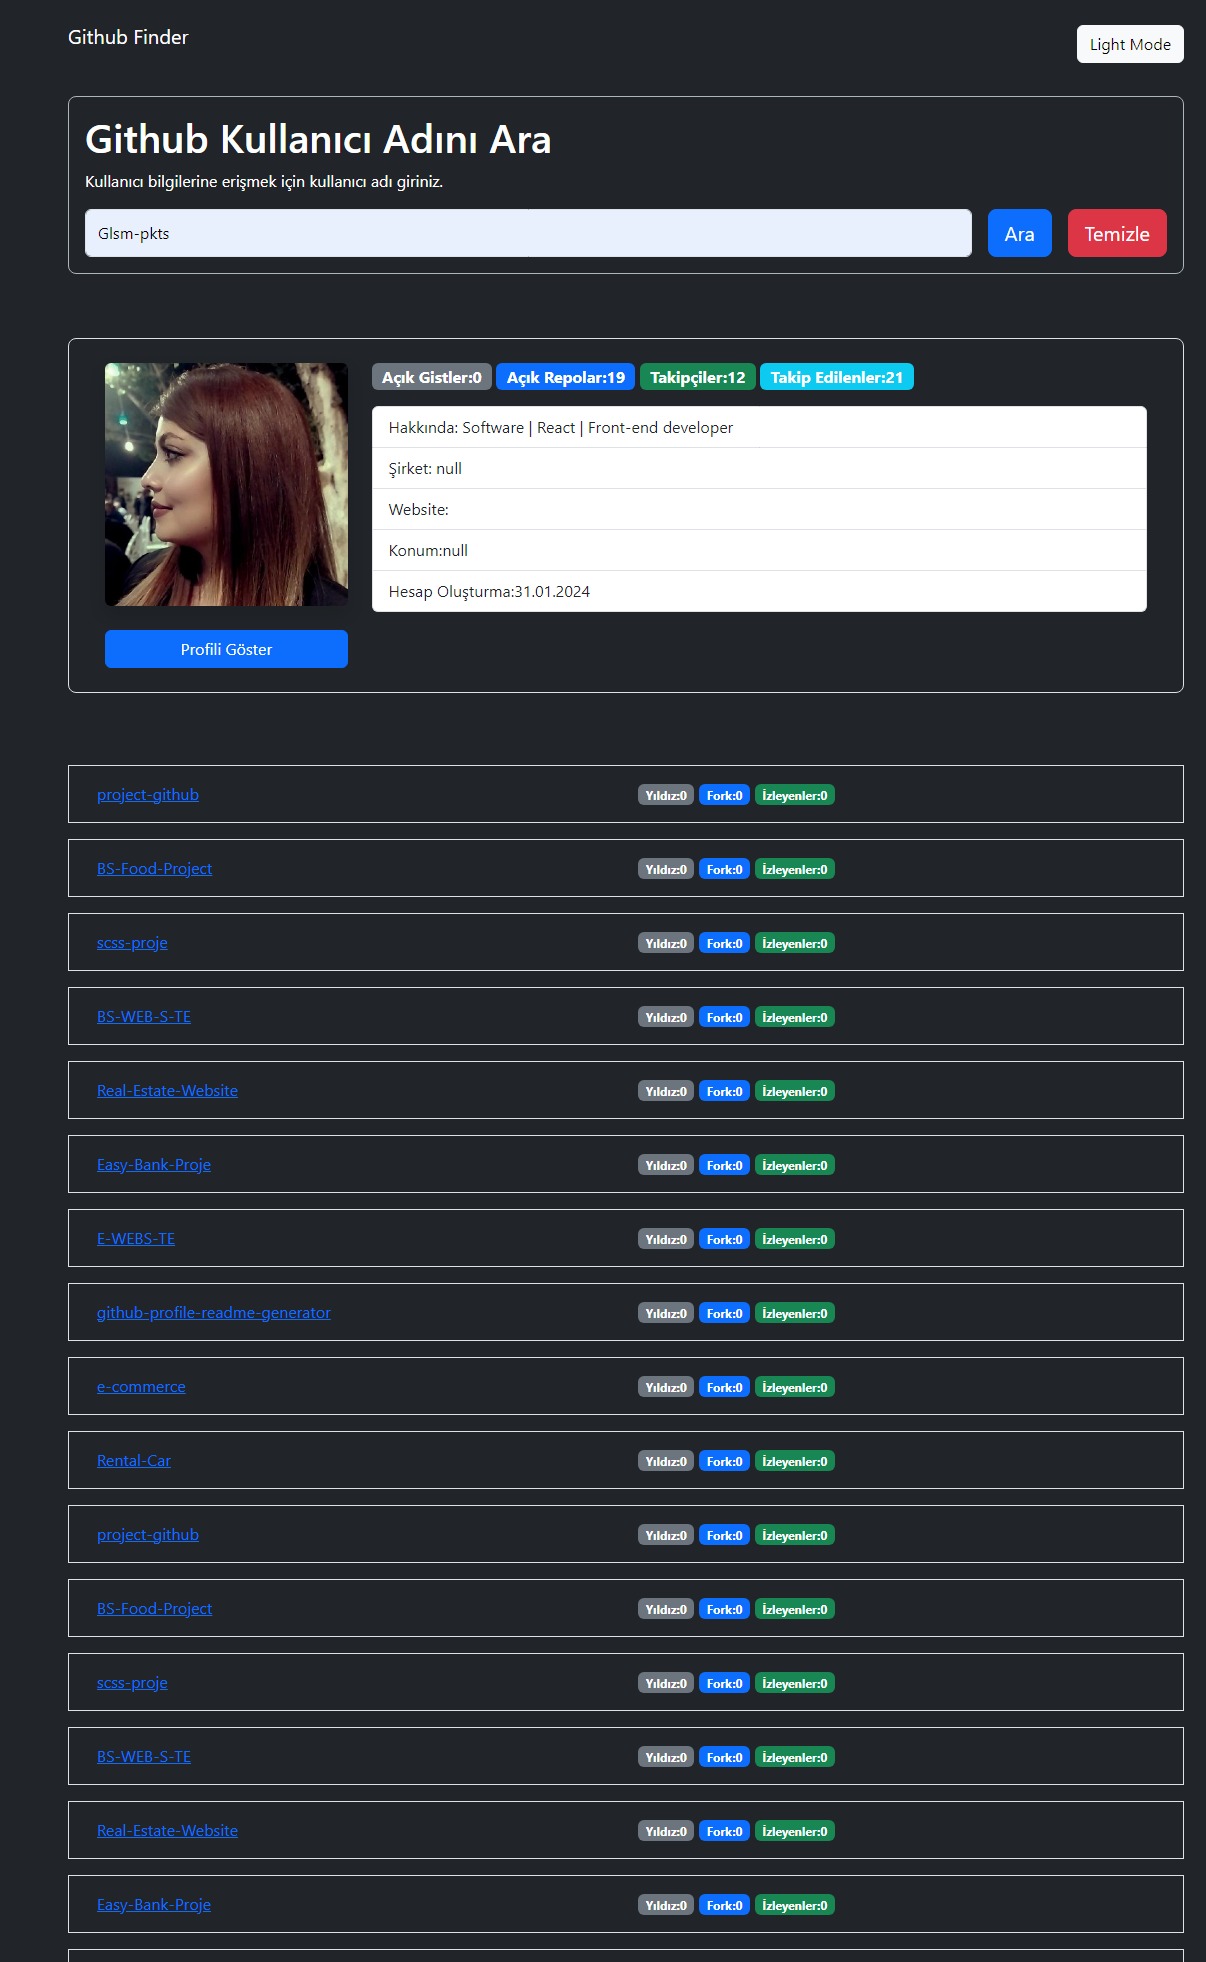 Github Finder
Light Mode
Github Kullanıcı Adını Ara
Kullanıcı bilgilerine erişmek için kullanıcı adı giriniz.
Glsm-pkts
Ara
Temizle
Açık Gistler:0 Açık Repolar:19 Takipçiler:12 Takip Edilenler:21
Hakkında: Software | React | Front-end developer
Şirket: null
Website:
Konum:null
Hesap Oluşturma:31.01.2024
Profili Göster
project-github Yıldız:0 Fork:0 İzleyenler:0
BS-Food-Project Yıldız:0 Fork:0 İzleyenler:0
scss-proje Yıldız:0 Fork:0 İzleyenler:0
BS-WEB-S-TE Yıldız:0 Fork:0 İzleyenler:0
Real-Estate-Website Yıldız:0 Fork:0 İzleyenler:0
Easy-Bank-Proje Yıldız:0 Fork:0 İzleyenler:0
E-WEBS-TE Yıldız:0 Fork:0 İzleyenler:0
github-profile-readme-generator Yıldız:0 Fork:0 İzleyenler:0
e-commerce Yıldız:0 Fork:0 İzleyenler:0
Rental-Car Yıldız:0 Fork:0 İzleyenler:0
project-github Yıldız:0 Fork:0 İzleyenler:0
BS-Food-Project Yıldız:0 Fork:0 İzleyenler:0
scss-proje Yıldız:0 Fork:0 İzleyenler:0
BS-WEB-S-TE Yıldız:0 Fork:0 İzleyenler:0
Real-Estate-Website Yıldız:0 Fork:0 İzleyenler:0
Easy-Bank-Proje Yıldız:0 Fork:0 İzleyenler:0